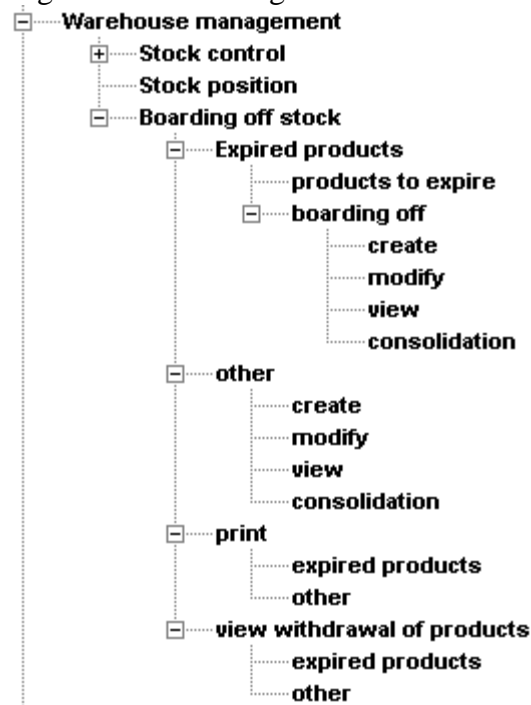 Warehouse management
Stock control
Stock position
Boarding off stock
Expired products
products to expire
boarding off
create
modify
view
consolidation
other
create
modify
view
consolidation
print
expired products
other
view withdrawal of products
expired products
other